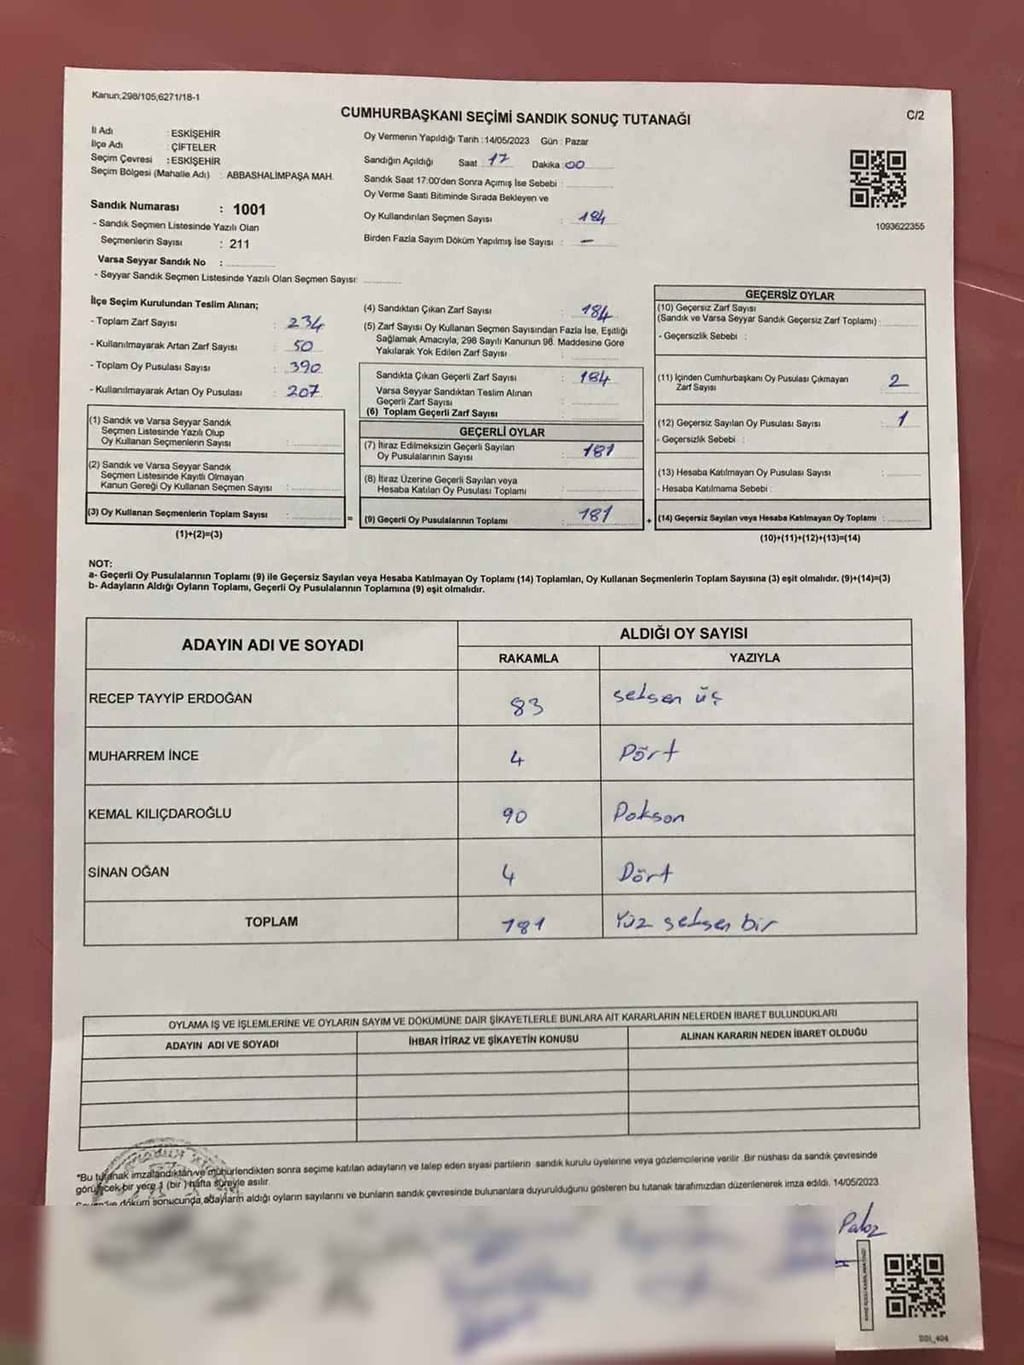 Kanun;298/105;6271/18-1
CUMHURBAŞKANI SEÇİMİ SANDIK SONUÇ TUTANAĞI
C/2
İl Adı : ESKİŞEHİR
İlçe Adı : ÇİFTELER
Seçim Çevresi : ESKİŞEHİR
Seçim Bölgesi (Mahalle Adı) : ABBASHALİMPAŞA MAH.
Sandık Numarası : 1001
- Sandık Seçmen Listesinde Yazılı Olan
Seçmenlerin Sayısı : 211
Varsa Seyyar Sandık No :
- Seyyar Sandık Seçmen Listesinde Yazılı Olan Seçmen Sayısı:
Oy Vermenin Yapıldığı Tarih : 14/05/2023 Gün : Pazar
Sandığın Açıldığı Saat 17 Dakika 00
Sandık Saat 17:00'den Sonra Açımış İse Sebebi :
Oy Verme Saati Bitiminde Sırada Bekleyen ve
Oy Kullandırılan Seçmen Sayısı : 184
Birden Fazla Sayım Döküm Yapılmış İse Sayısı : –
1093622355
İlçe Seçim Kurulundan Teslim Alınan;
- Toplam Zarf Sayısı : 234
- Kullanılmayarak Artan Zarf Sayısı : 50
- Toplam Oy Pusulası Sayısı : 390
- Kullanılmayarak Artan Oy Pusulası : 207
(1) Sandık ve Varsa Seyyar Sandık
Seçmen Listesinde Yazılı Olup
Oy Kullanan Seçmenlerin Sayısı :
(2) Sandık ve Varsa Seyyar Sandık
Seçmen Listesinde Kayıtlı Olmayan
Kanun Gereği Oy Kullanan Seçmen Sayısı :
(3) Oy Kullanan Seçmenlerin Toplam Sayısı :
(1)+(2)=(3)
(4) Sandıktan Çıkan Zarf Sayısı : 184
(5) Zarf Sayısı Oy Kullanan Seçmen Sayısından Fazla İse, Eşitliği
Sağlamak Amacıyla, 298 Sayılı Kanunun 98. Maddesine Göre
Yakılarak Yok Edilen Zarf Sayısı :
Sandıkta Çıkan Geçerli Zarf Sayısı : 184
Varsa Seyyar Sandıktan Teslim Alınan
Geçerli Zarf Sayısı :
(6) Toplam Geçerli Zarf Sayısı :
GEÇERLİ OYLAR
(7) İtiraz Edilmeksizin Geçerli Sayılan
Oy Pusulalarının Sayısı : 181
(8) İtiraz Üzerine Geçerli Sayılan veya
Hesaba Katılan Oy Pusulası Toplamı :
(9) Geçerli Oy Pusulalarının Toplamı : 181
=
+
GEÇERSİZ OYLAR
(10) Geçersiz Zarf Sayısı
(Sandık ve Varsa Seyyar Sandık Geçersiz Zarf Toplamı) :
- Geçersizlik Sebebi :
(11) İçinden Cumhurbaşkanı Oy Pusulası Çıkmayan
Zarf Sayısı : 2
(12) Geçersiz Sayılan Oy Pusulası Sayısı : 1
- Geçersizlik Sebebi :
(13) Hesaba Katılmayan Oy Pusulası Sayısı :
- Hesaba Katılmama Sebebi :
(14) Geçersiz Sayılan veya Hesaba Katılmayan Oy Toplamı :
(10)+(11)+(12)+(13)=(14)
NOT:
a- Geçerli Oy Pusulalarının Toplamı (9) ile Geçersiz Sayılan veya Hesaba Katılmayan Oy Toplamı (14) Toplamları, Oy Kullanan Seçmenlerin Toplam Sayısına (3) eşit olmalıdır. (9)+(14)=(3)
b- Adayların Aldığı Oyların Toplamı, Geçerli Oy Pusulalarının Toplamına (9) eşit olmalıdır.
ADAYIN ADI VE SOYADI
ALDIĞI OY SAYISI
RAKAMLA YAZIYLA
RECEP TAYYİP ERDOĞAN 83 seksen üç
MUHARREM İNCE 4 Dört
KEMAL KILIÇDAROĞLU 90 Doksan
SİNAN OĞAN 4 Dört
TOPLAM 181 Yüz seksen bir
OYLAMA İŞ VE İŞLEMLERİNE VE OYLARIN SAYIM VE DÖKÜMÜNE DAİR ŞİKAYETLERLE BUNLARA AİT KARARLARIN NELERDEN İBARET BULUNDUKLARI
ADAYIN ADI VE SOYADI İHBAR İTİRAZ VE ŞİKAYETİN KONUSU ALINAN KARARIN NEDEN İBARET OLDUĞU
*Bu tutanak imzalandıktan ve mühürlendikten sonra seçime katılan adayların ve talep eden siyasi partilerin sandık kurulu üyelerine veya gözlemcilerine verilir. Bir nüshası da sandık çevresinde
görülecek bir yere 1 (bir) hafta süreyle asılır.
döküm sonucunda, adayların aldığı oyların sayılarını ve bunların sandık çevresinde bulunanlara duyurulduğunu gösteren bu tutanak tarafımızdan düzenlenerek imza edildi. 14/05/2023